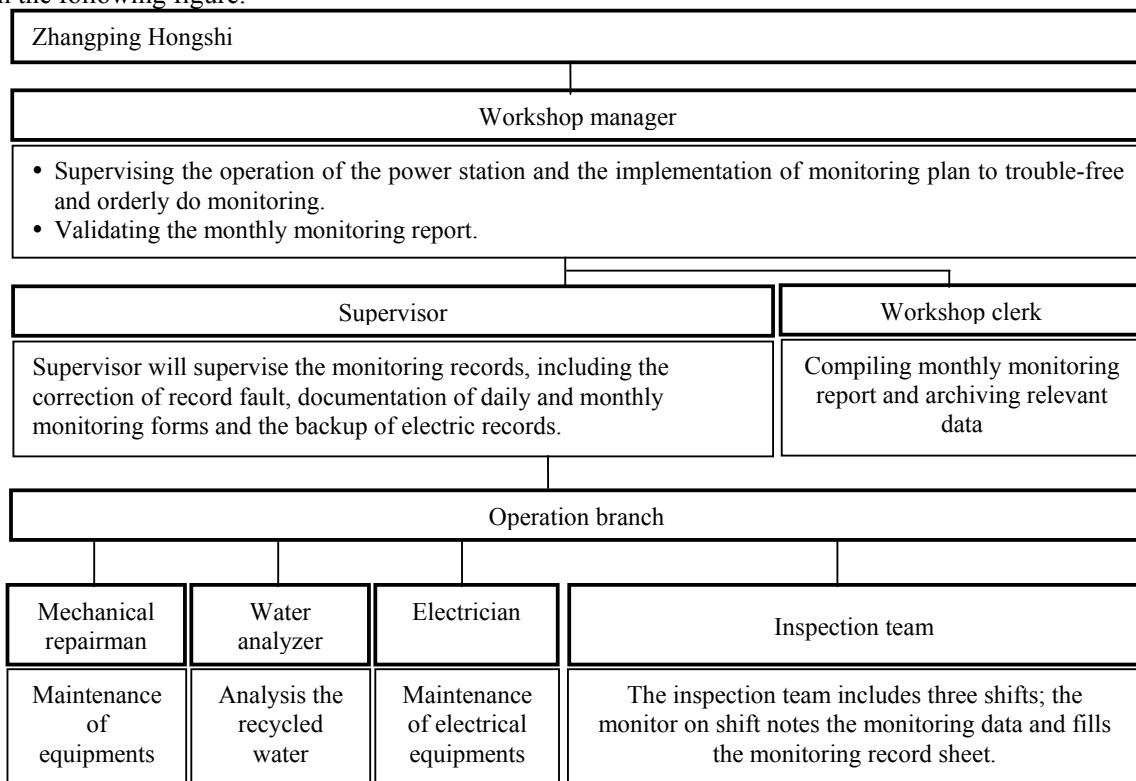 in the following figure.
Zhangping Hongshi
Workshop manager
• Supervising the operation of the power station and the implementation of monitoring plan to trouble-free
and orderly do monitoring.
• Validating the monthly monitoring report.
Supervisor
Workshop clerk
Supervisor will supervise the monitoring records, including the
correction of record fault, documentation of daily and monthly
monitoring forms and the backup of electric records.
Compiling monthly monitoring
report and archiving relevant
data
Operation branch
Mechanical
repairman
Water
analyzer
Electrician
Inspection team
Maintenance
of
equipments
Analysis the
recycled
water
Maintenance
of electrical
equipments
The inspection team includes three shifts; the
monitor on shift notes the monitoring data and fills
the monitoring record sheet.